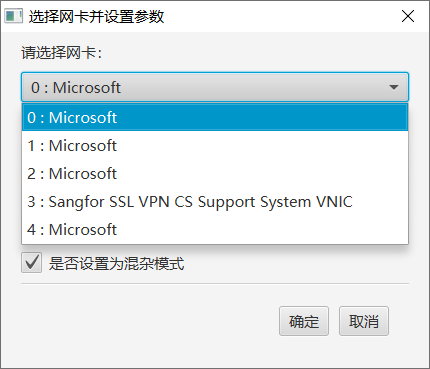 选择网卡并设置参数
请选择网卡：
0 : Microsoft
0 : Microsoft
1 : Microsoft
2 : Microsoft
3 : Sangfor SSL VPN CS Support System VNIC
4 : Microsoft
是否设置为混杂模式
确定 取消